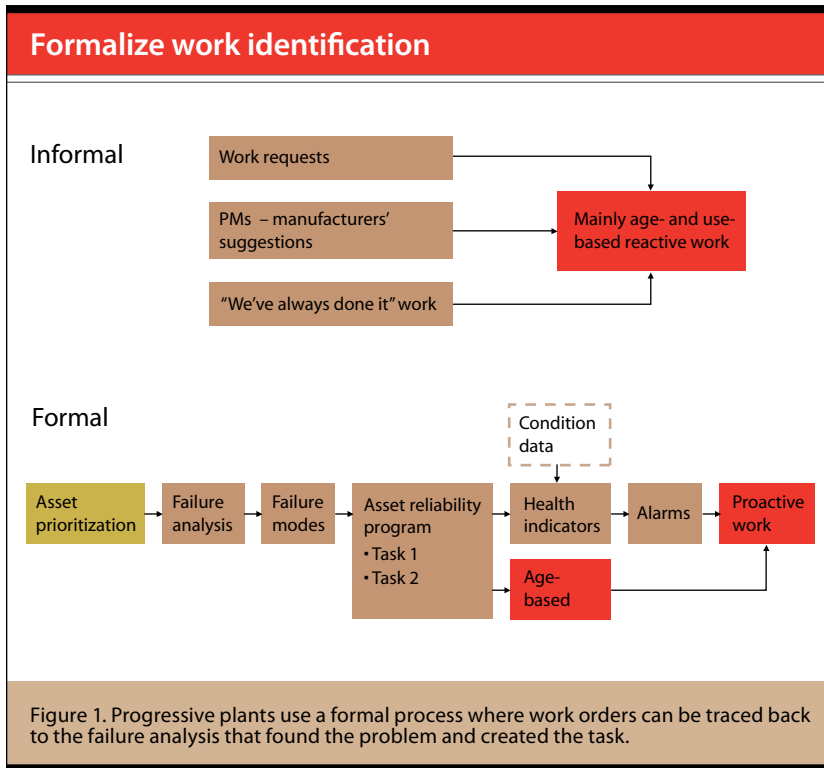 Formalize work identification
Informal
Work requests
PMs – manufacturers’
suggestions
“We’ve always done it” work
Mainly age- and use-
based reactive work
Formal
Condition
data
Asset
prioritization
Failure
analysis
Failure
modes
Asset reliability
program
• Task 1
• Task 2
Health
indicators
Alarms
Proactive
work
Age-
based
Figure 1. Progressive plants use a formal process where work orders can be traced back
to the failure analysis that found the problem and created the task.